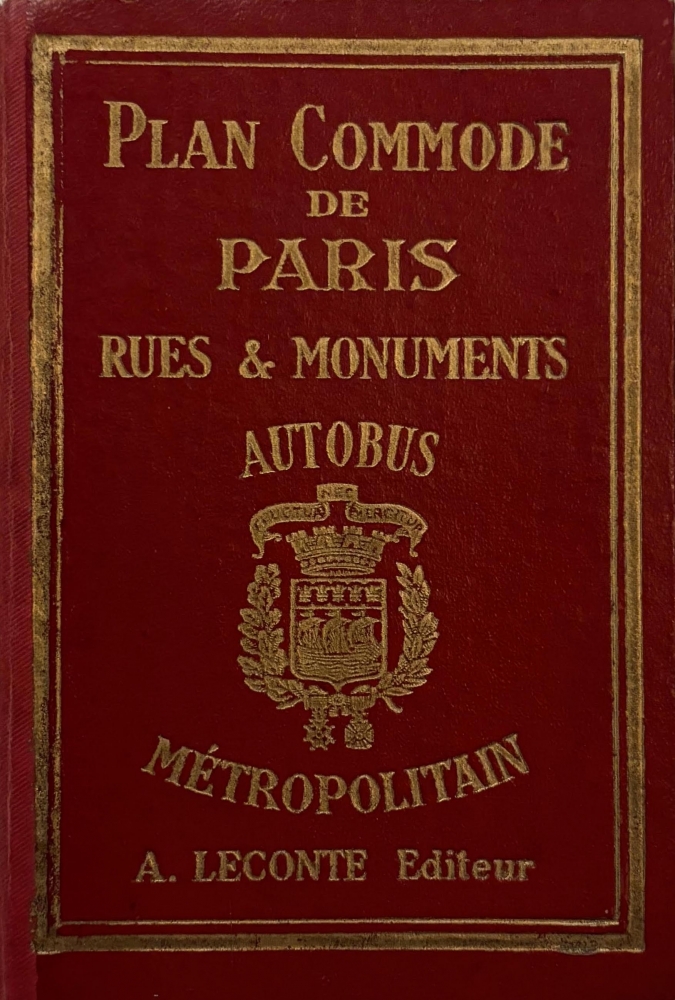 PLAN COMMODE
DE
PARIS
RUES & MONUMENTS
AUTOBUS
NEC
FLUCTUAT MERGITUR
MÉTROPOLITAIN
A. LECONTE Editeur